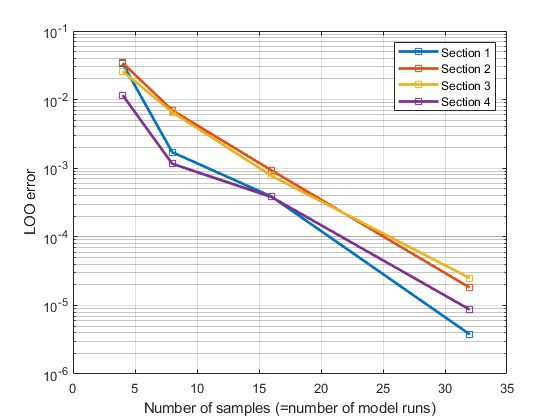 10-1
10-2
10-3
10-4
10-5
10-6
LOO error
0 5 10 15 20 25 30 35
Number of samples (=number of model runs)
Section 1
Section 2
Section 3
Section 4